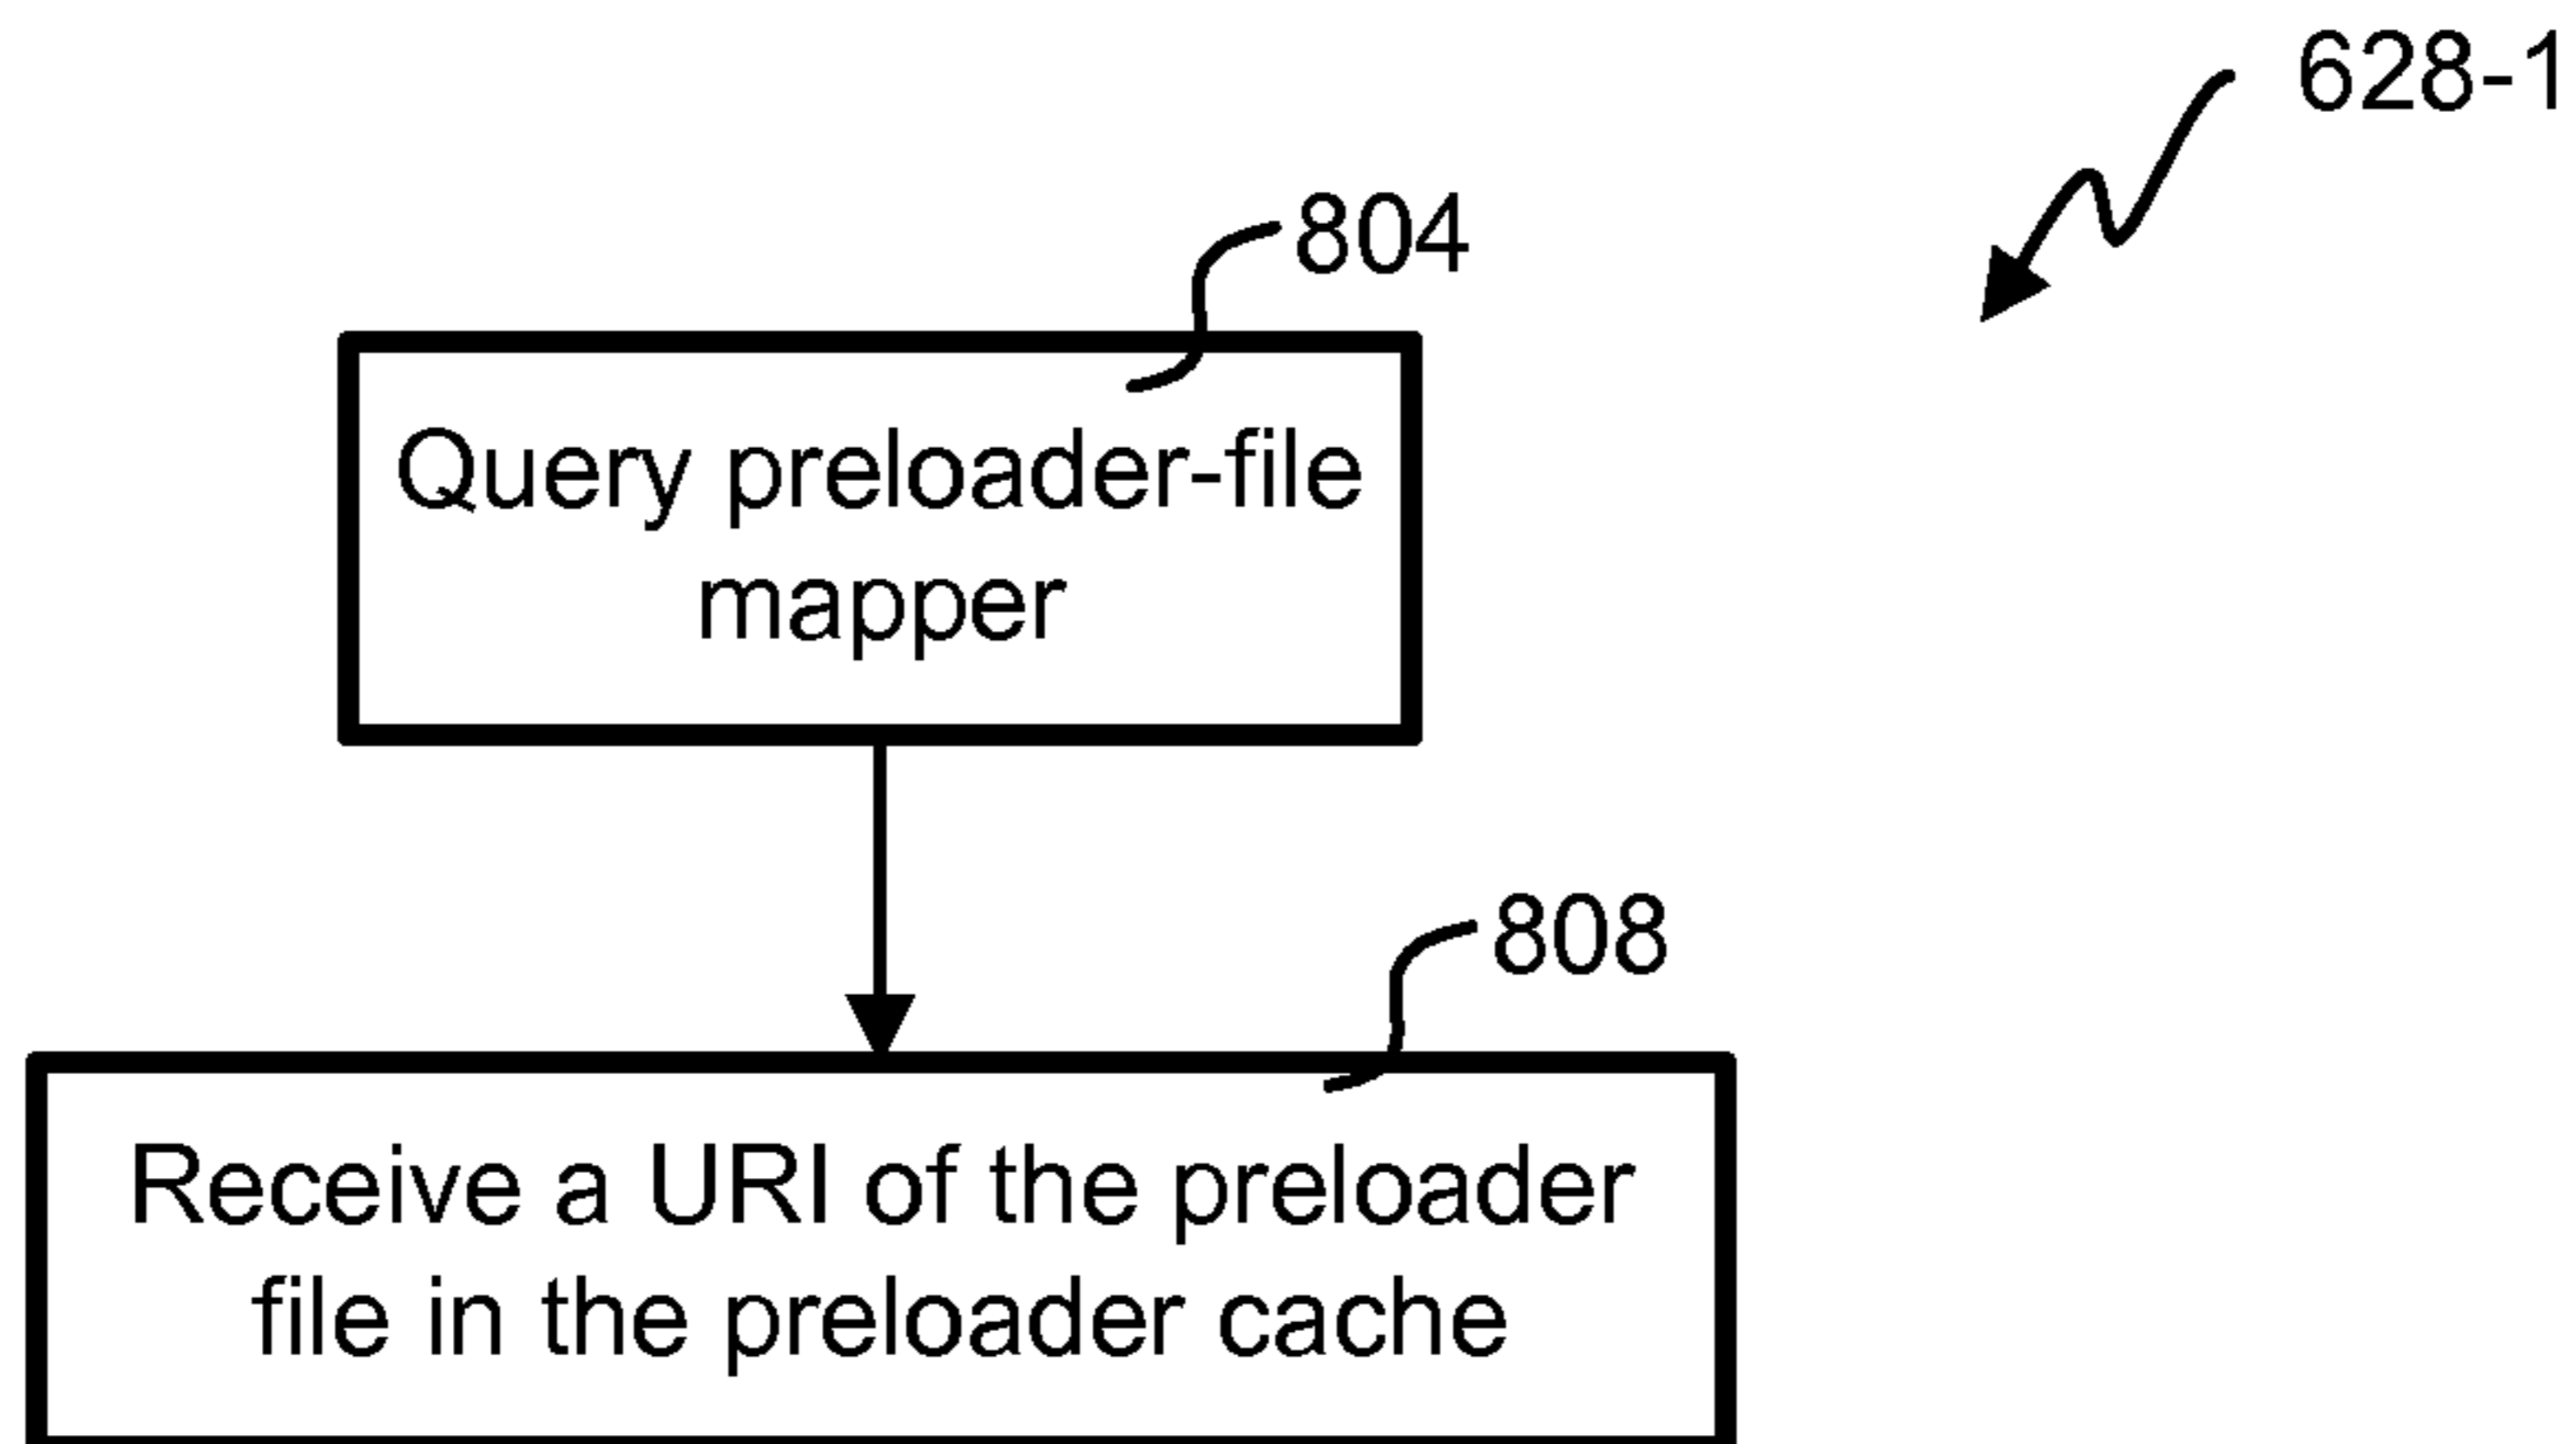 628-1
804
Query preloader-file
mapper
808
Receive a URI of the preloader
file in the preloader cache